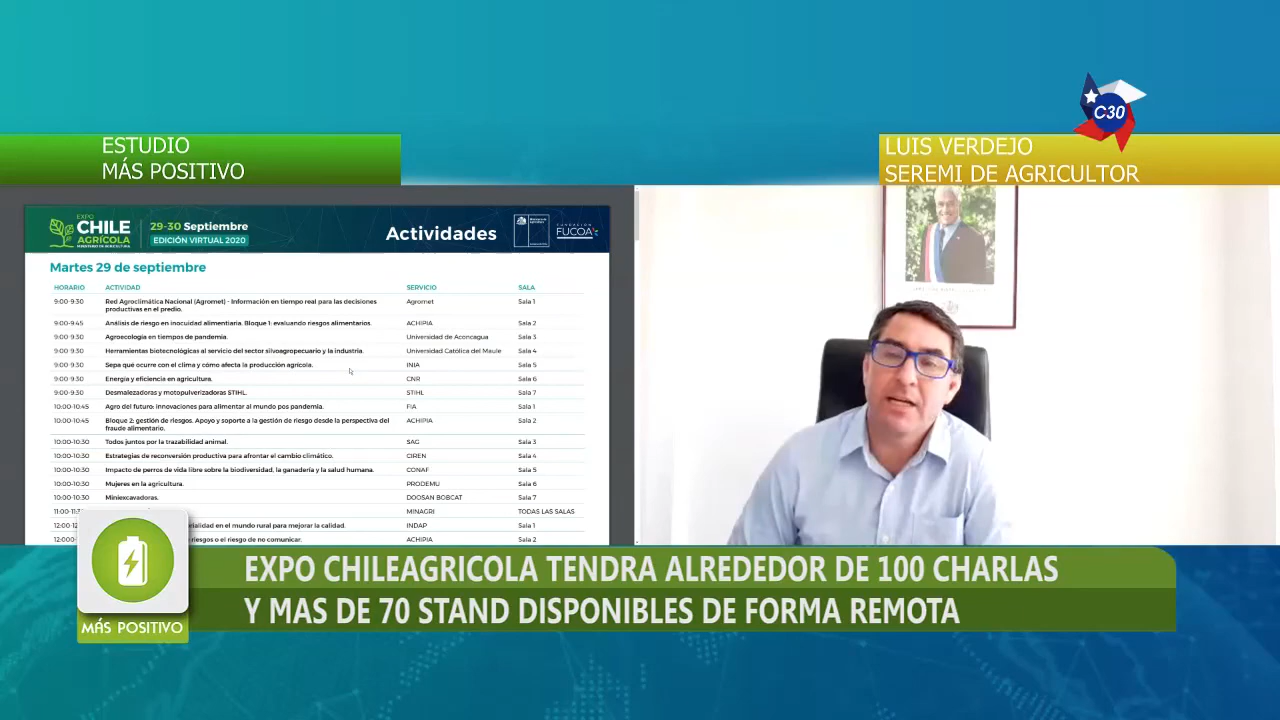 C30
ESTUDIO
MÁS POSITIVO
LUIS VERDEJO
SEREMI DE AGRICULTOR
EXPO
CHILE
AGRÍCOLA
MINISTERIO DE AGRICULTURA
29-30 Septiembre
EDICIÓN VIRTUAL 2020
Actividades
FUNDACIÓN
FUCOA
Martes 29 de septiembre
HORARIO ACTIVIDAD SERVICIO SALA
9:00-9:30 Red Agroclimática Nacional (Agromet) - Información en tiempo real para las decisiones Agromet Sala 1
productivas en el predio.
9:00-9:45 Análisis de riesgo en inocuidad alimentaria. Bloque 1: evaluando riesgos alimentarios. ACHIPIA Sala 2
9:00-9:30 Agroecología en tiempos de pandemia. Universidad de Aconcagua Sala 3
9:00-9:30 Herramientas biotecnológicas al servicio del sector silvoagropecuario y la industria. Universidad Católica del Maule Sala 4
9:00-9:30 Sepa que ocurre con el clima y cómo afecta la producción agrícola. INIA Sala 5
9:00-9:30 Energía y eficiencia en agricultura. CNR Sala 6
9:00-9:30 Desmalezadoras y motopulverizadoras STIHL. STIHL Sala 7
10:00-10:45 Agro del futuro: innovaciones para alimentar al mundo pos pandemia. FIA Sala 1
10:00-10:45 Bloque 2: gestión de riesgos. Apoyo y soporte a la gestión de riesgo desde la perspectiva del ACHIPIA Sala 2
fraude alimentario.
10:00-10:30 Todos juntos por la trazabilidad animal. SAG Sala 3
10:00-10:30 Estrategias de reconversión productiva para afrontar el cambio climático. CIREN Sala 4
10:00-10:30 Impacto de perros de vida libre sobre la biodiversidad, la ganadería y la salud humana. CONAF Sala 5
10:00-10:30 Mujeres en la agricultura. PRODEMU Sala 6
10:00-10:30 Miniexcavadoras. DOOSAN BOBCAT Sala 7
11:00-11:3 MINAGRI TODAS LAS SALAS
12:00-12: rialidad en el mundo rural para mejorar la calidad. INDAP Sala 1
12:000- riesgos o el riesgo de no comunicar. ACHIPIA Sala 2
EXPO CHILEAGRICOLA TENDRA ALREDEDOR DE 100 CHARLAS
Y MAS DE 70 STAND DISPONIBLES DE FORMA REMOTA
MÁS POSITIVO